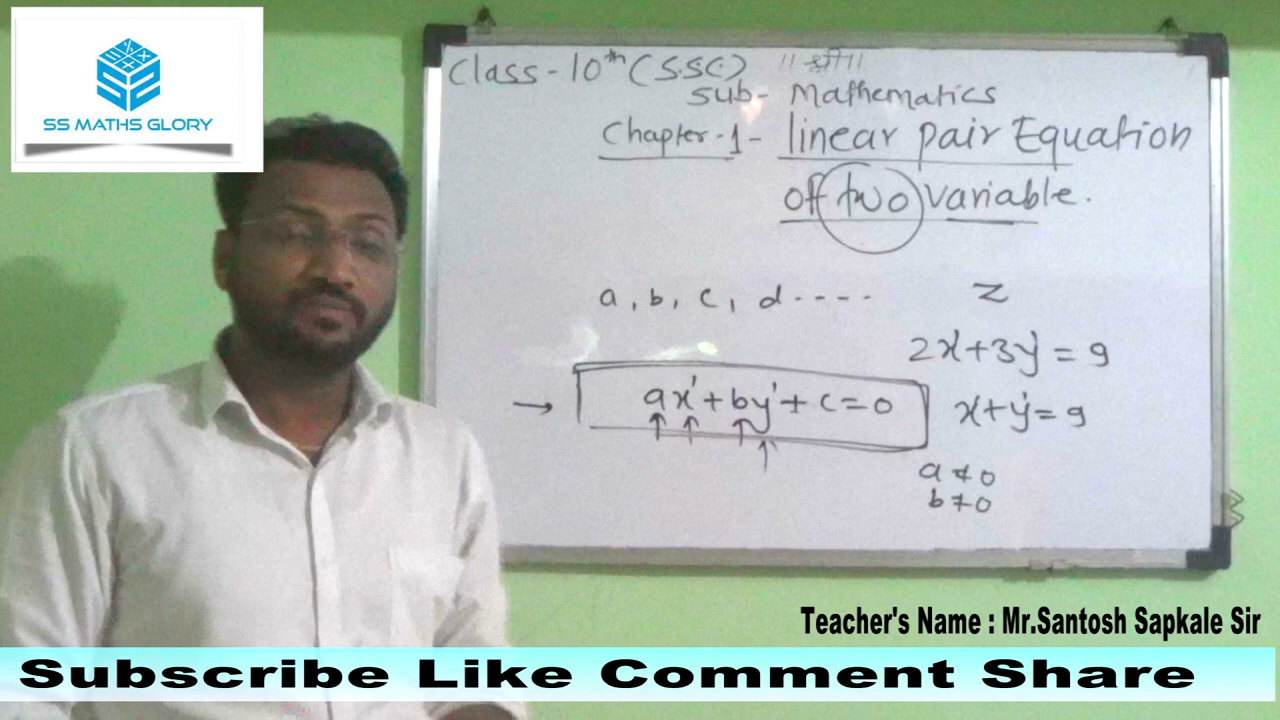 SS MATHS GLORY
Class - 10th (S.S.C) ॥ श्री ॥
Sub - Mathematics
Chapter - 1 - linear pair Equation
of two variable.
a, b, c, d - - - - z
2x + 3y = 9
→ ax' + by' + c = 0
x + y' = 9
a ≠ 0
b ≠ 0
Teacher's Name : Mr.Santosh Sapkale Sir
Subscribe Like Comment Share